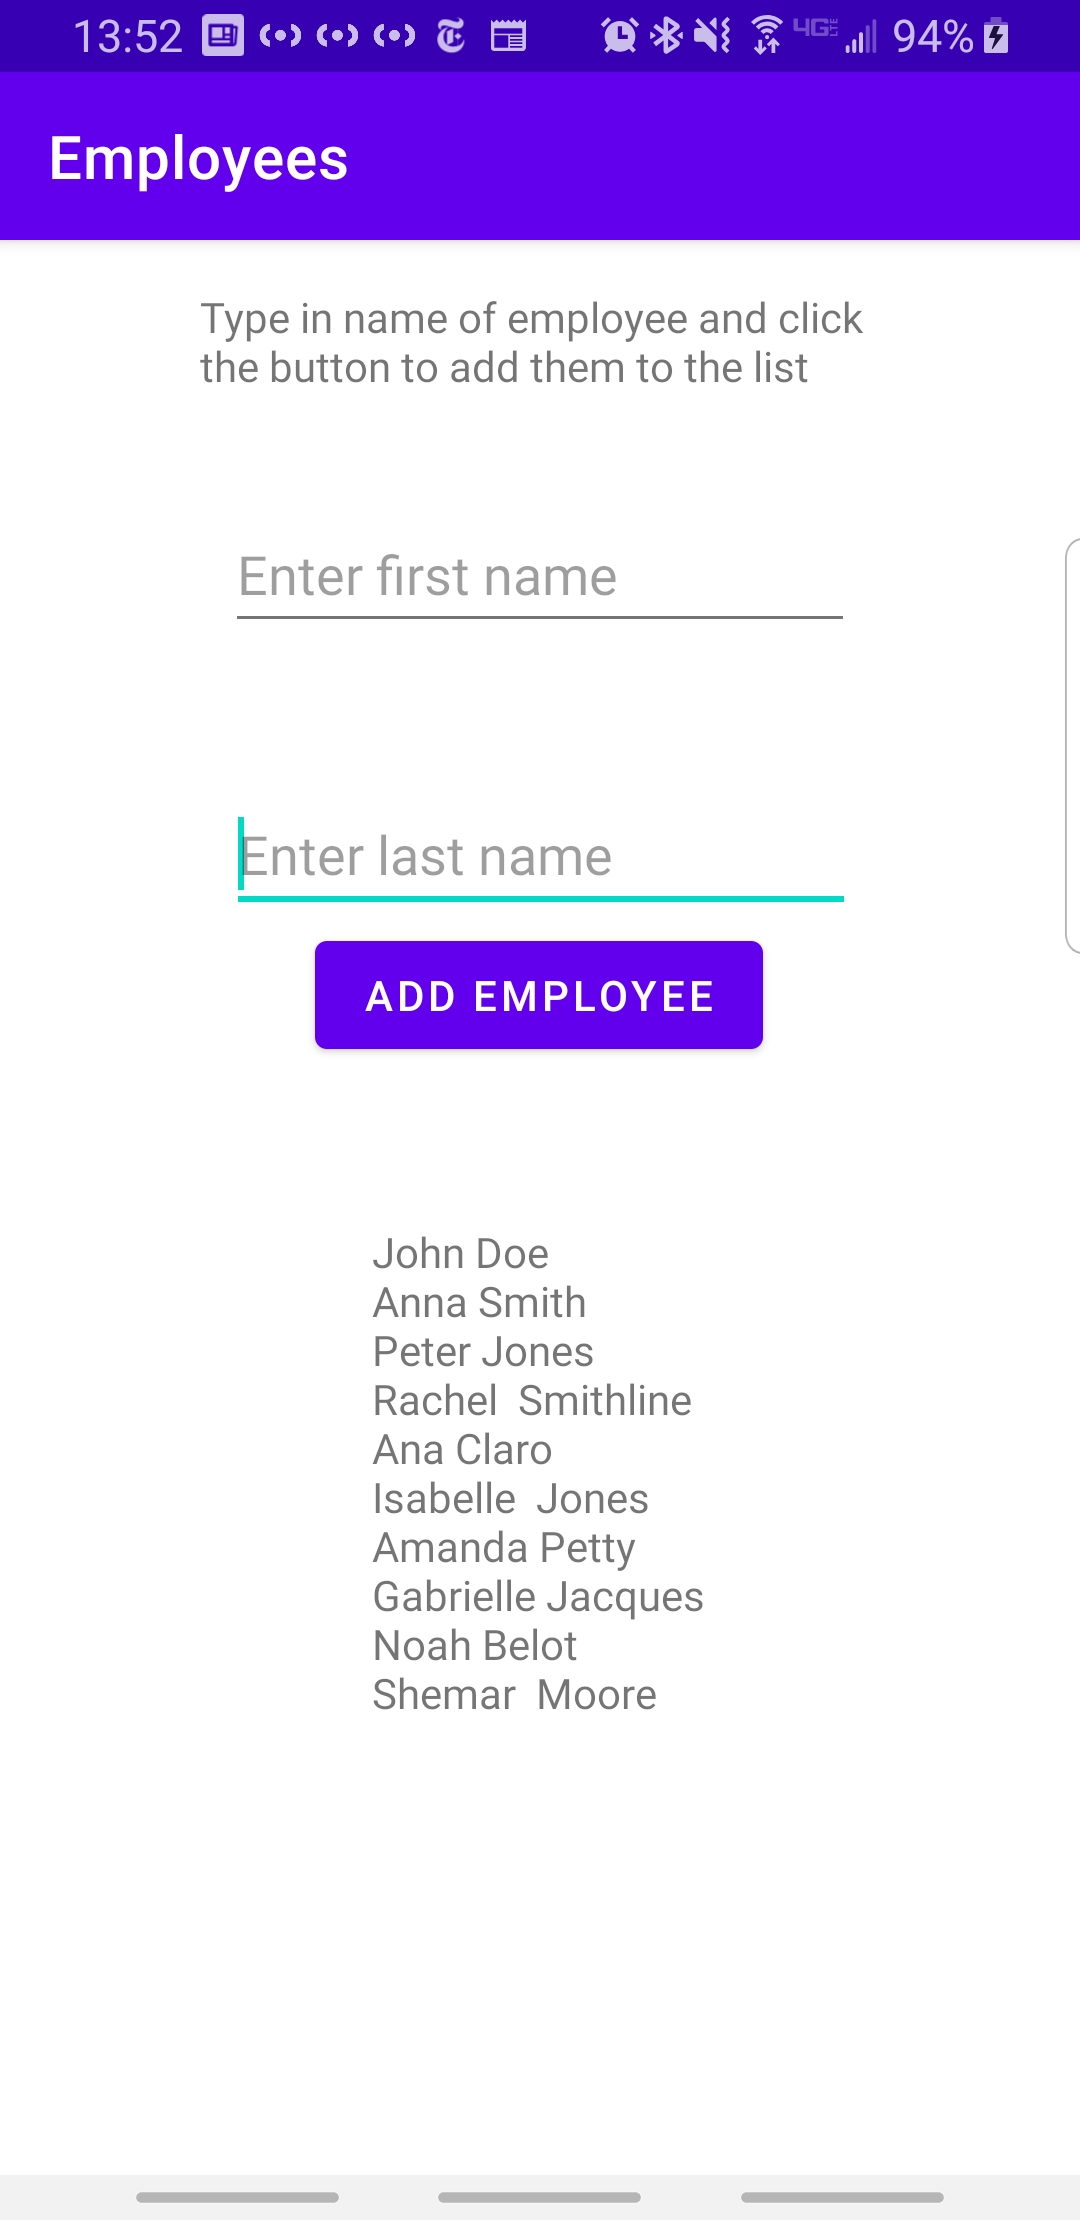 13:52 4G LTE 94%
Employees
Type in name of employee and click
the button to add them to the list
Enter first name
Enter last name
ADD EMPLOYEE
John Doe
Anna Smith
Peter Jones
Rachel  Smithline
Ana Claro
Isabelle  Jones
Amanda Petty
Gabrielle Jacques
Noah Belot
Shemar  Moore